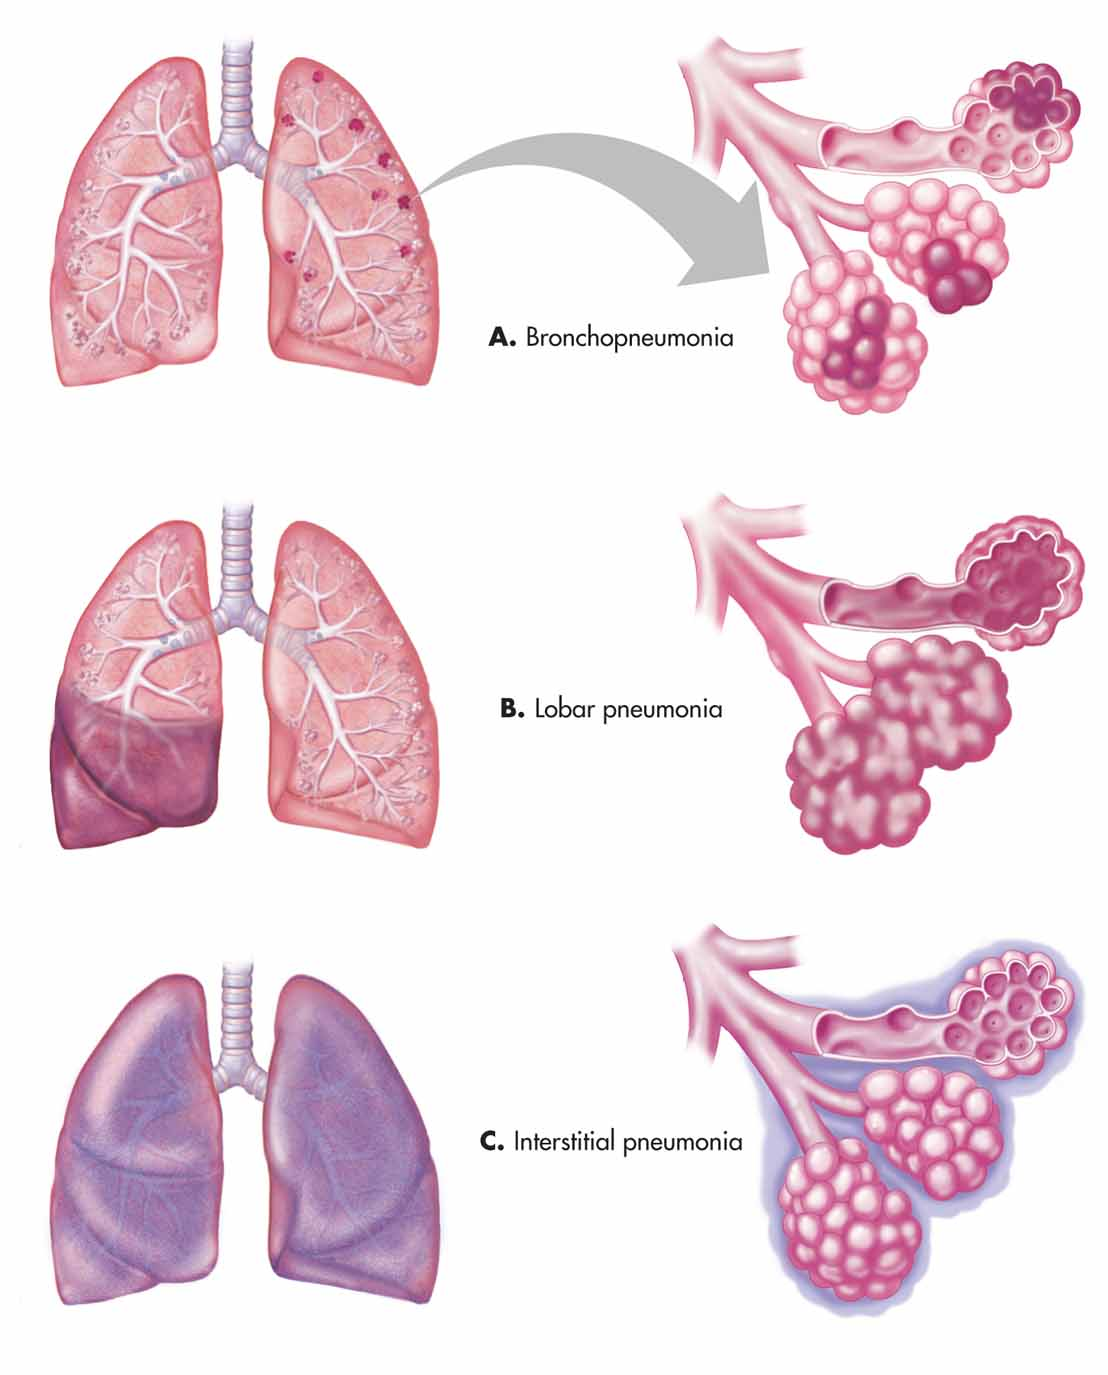 A. Bronchopneumonia
B. Lobar pneumonia
C. Interstitial pneumonia